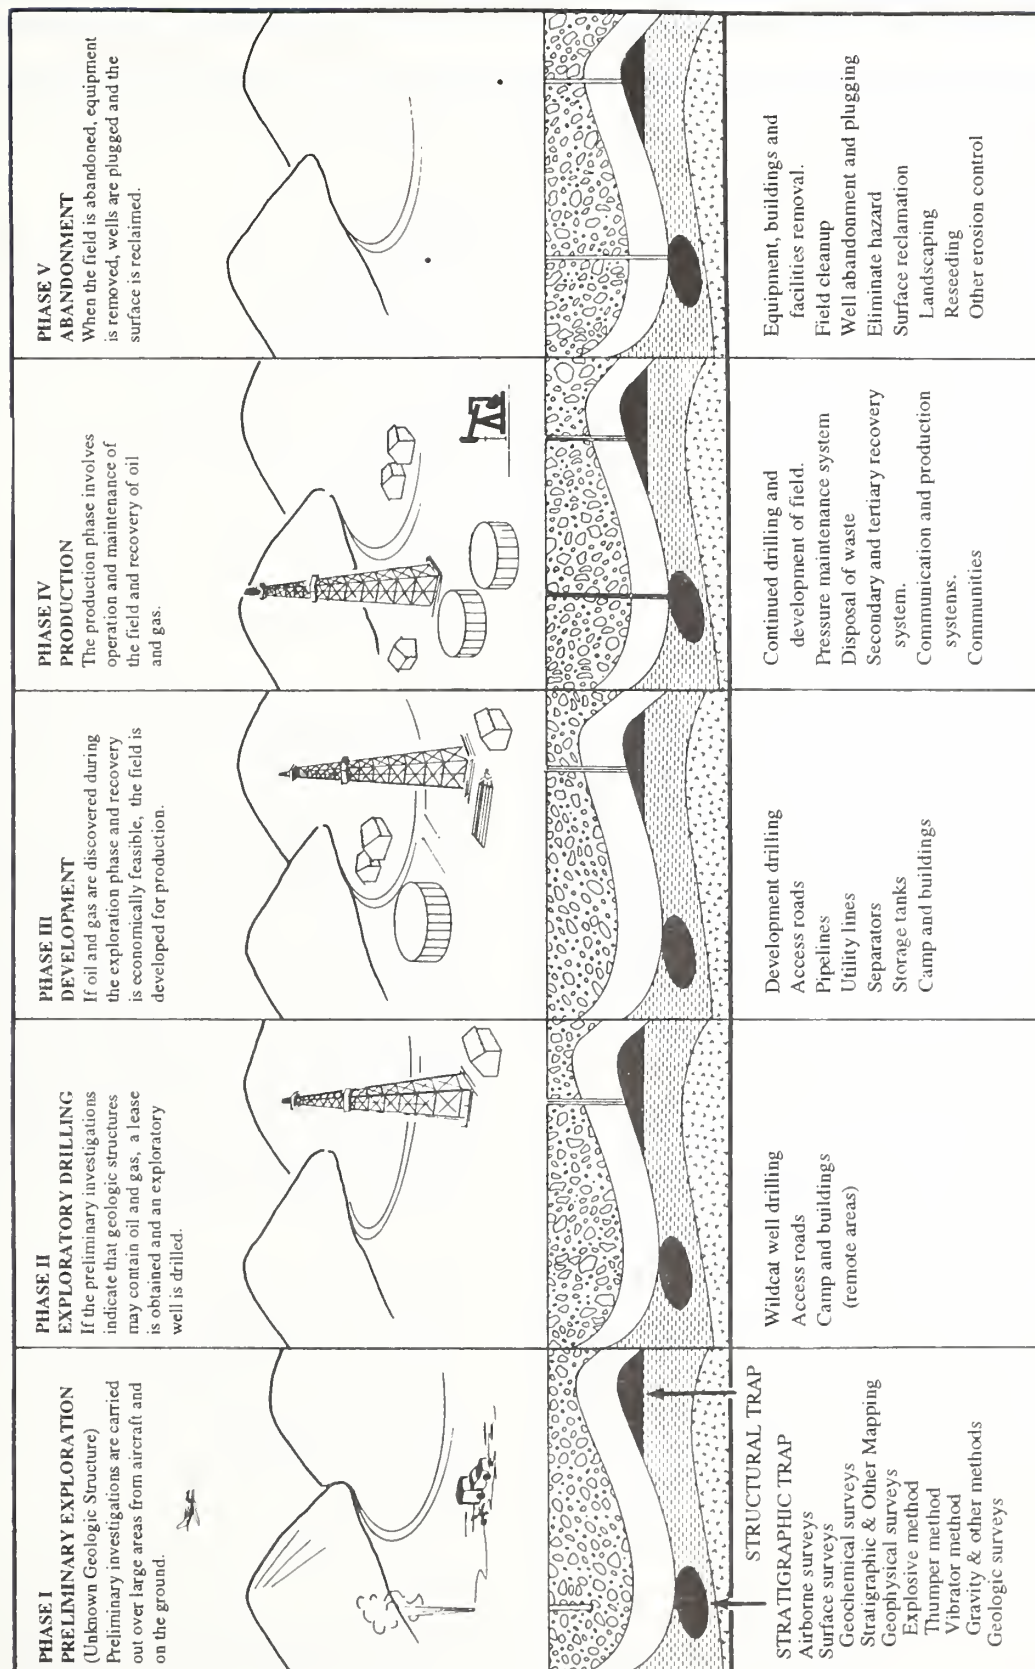 PHASE I
PRELIMINARY EXPLORATION
(Unknown Geologic Structure)
Preliminary investigations are carried
out over large areas from aircraft and
on the ground.
PHASE II
EXPLORATORY DRILLING
If the preliminary investigations
indicate that geologic structures
may contain oil and gas, a lease
is obtained and an exploratory
well is drilled.
PHASE III
DEVELOPMENT
If oil and gas are discovered during
the exploration phase and recovery
is economically feasible, the field is
developed for production.
PHASE IV
PRODUCTION
The production phase involves
operation and maintenance of
the field and recovery of oil
and gas.
PHASE V
ABANDONMENT
When the field is abandoned, equipment
is removed, wells are plugged and the
surface is reclaimed.
STRUCTURAL TRAP
STRATIGRAPHIC TRAP
Airborne surveys
Surface surveys
Geochemical surveys
Stratigraphic & Other Mapping
Geophysical surveys
Explosive method
Thumper method
Vibrator method
Gravity & other methods
Geologic surveys
Wildcat well drilling
Access roads
Camp and buildings
(remote areas)
Development drilling
Access roads
Pipelines
Utility lines
Separators
Storage tanks
Camp and buildings
Continued drilling and
development of field.
Pressure maintenance system
Disposal of waste
Secondary and tertiary recovery
system.
Communication and production
systems.
Communities
Equipment, buildings and
facilities removal.
Field cleanup
Well abandonment and plugging
Eliminate hazard
Surface reclamation
Landscaping
Reseeding
Other erosion control